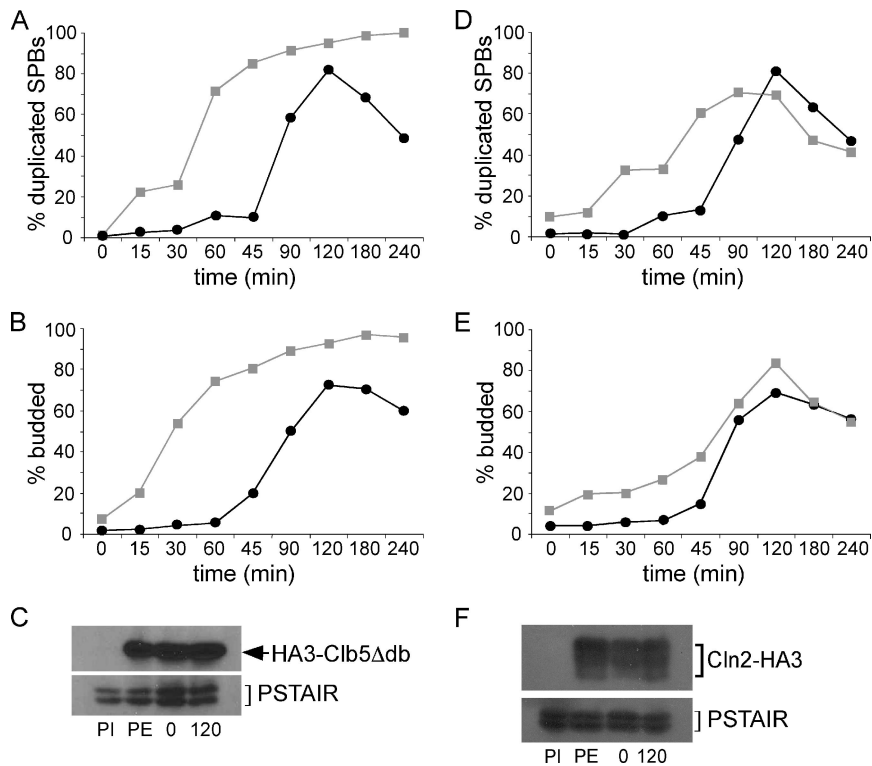 A
% duplicated SPBs
100
80
60
40
20
0
0 15 30 60 45 90 120 180 240
time (min)
D
% duplicated SPBs
100
80
60
40
20
0
0 15 30 60 45 90 120 180 240
time (min)
B
% budded
100
80
60
40
20
0
0 15 30 60 45 90 120 180 240
time (min)
E
% budded
100
80
60
40
20
0
0 15 30 60 45 90 120 180 240
time (min)
C
HA3-Clb5Δdb
PSTAIR
PI PE 0 120
F
Cln2-HA3
PSTAIR
PI PE 0 120